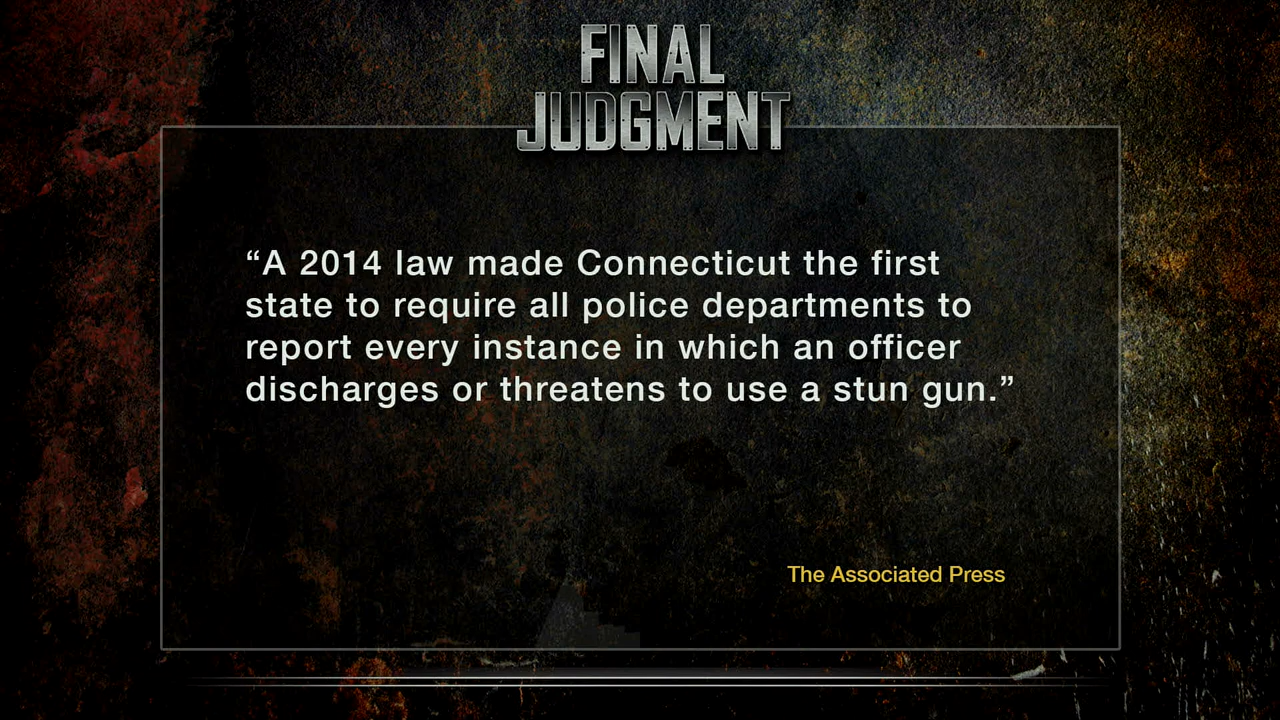 FINAL
JUDGMENT
“A 2014 law made Connecticut the first
state to require all police departments to
report every instance in which an officer
discharges or threatens to use a stun gun.”
The Associated Press